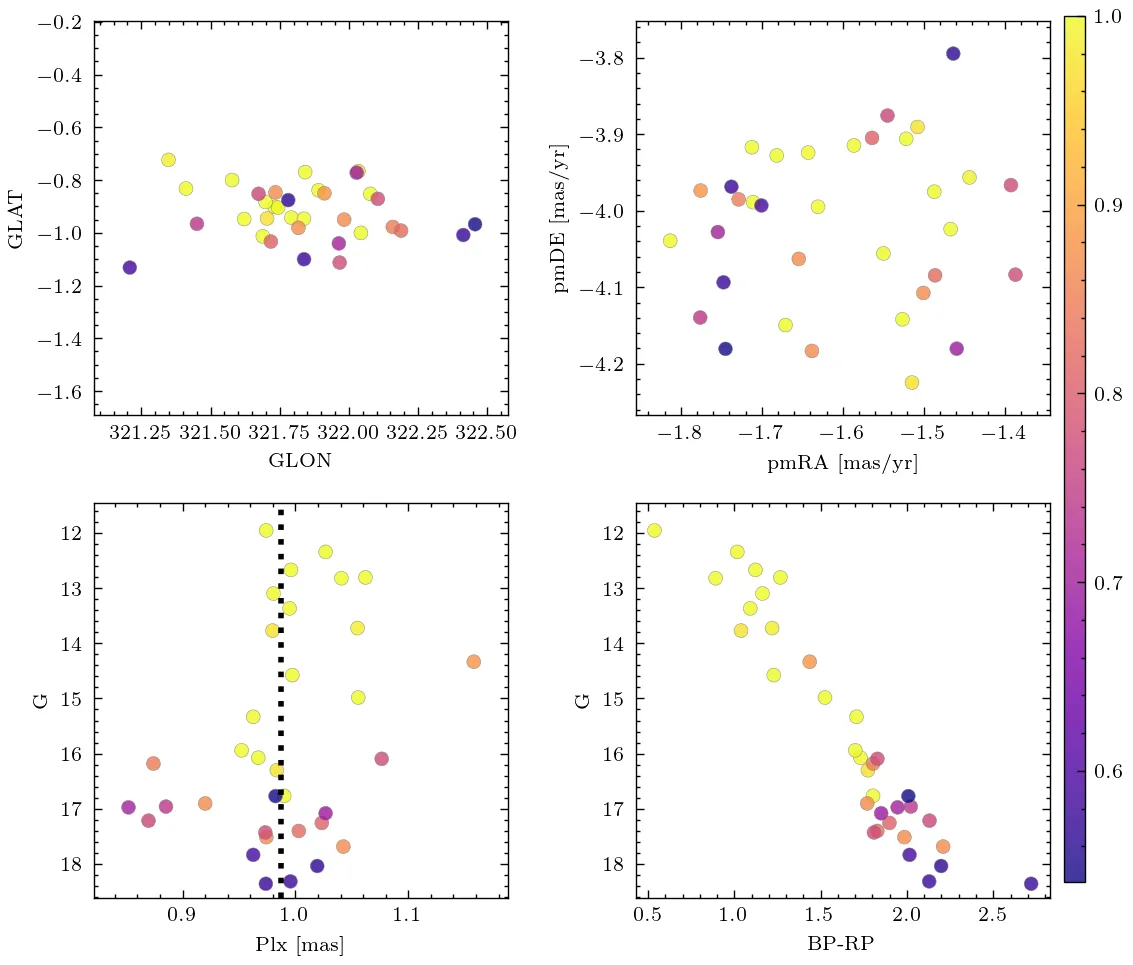 −0.2
−0.4
−0.6
−0.8
−1.0
−1.2
−1.4
−1.6
GLAT
321.25 321.50 321.75 322.00 322.25 322.50
GLON
−3.8
−3.9
−4.0
−4.1
−4.2
pmDE [mas/yr]
−1.8 −1.7 −1.6 −1.5 −1.4
pmRA [mas/yr]
1.0
0.9
0.8
0.7
0.6
12
13
14
15
16
17
18
G
0.9 1.0 1.1
Plx [mas]
12
13
14
15
16
17
18
G
0.5 1.0 1.5 2.0 2.5
BP-RP